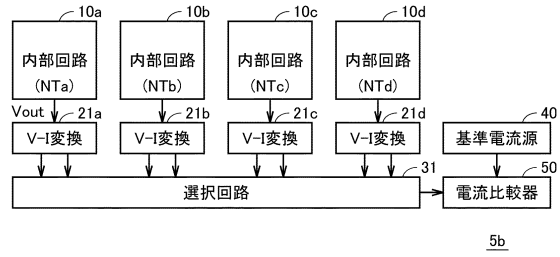 10a 10b 10c 10d
内部回路 内部回路 内部回路 内部回路
(NTa) (NTb) (NTc) (NTd)
Vout 21a 21b 21c 21d 40
V-I変換 V-I変換 V-I変換 V-I変換 基準電流源
31 50
選択回路 電流比較器
5b